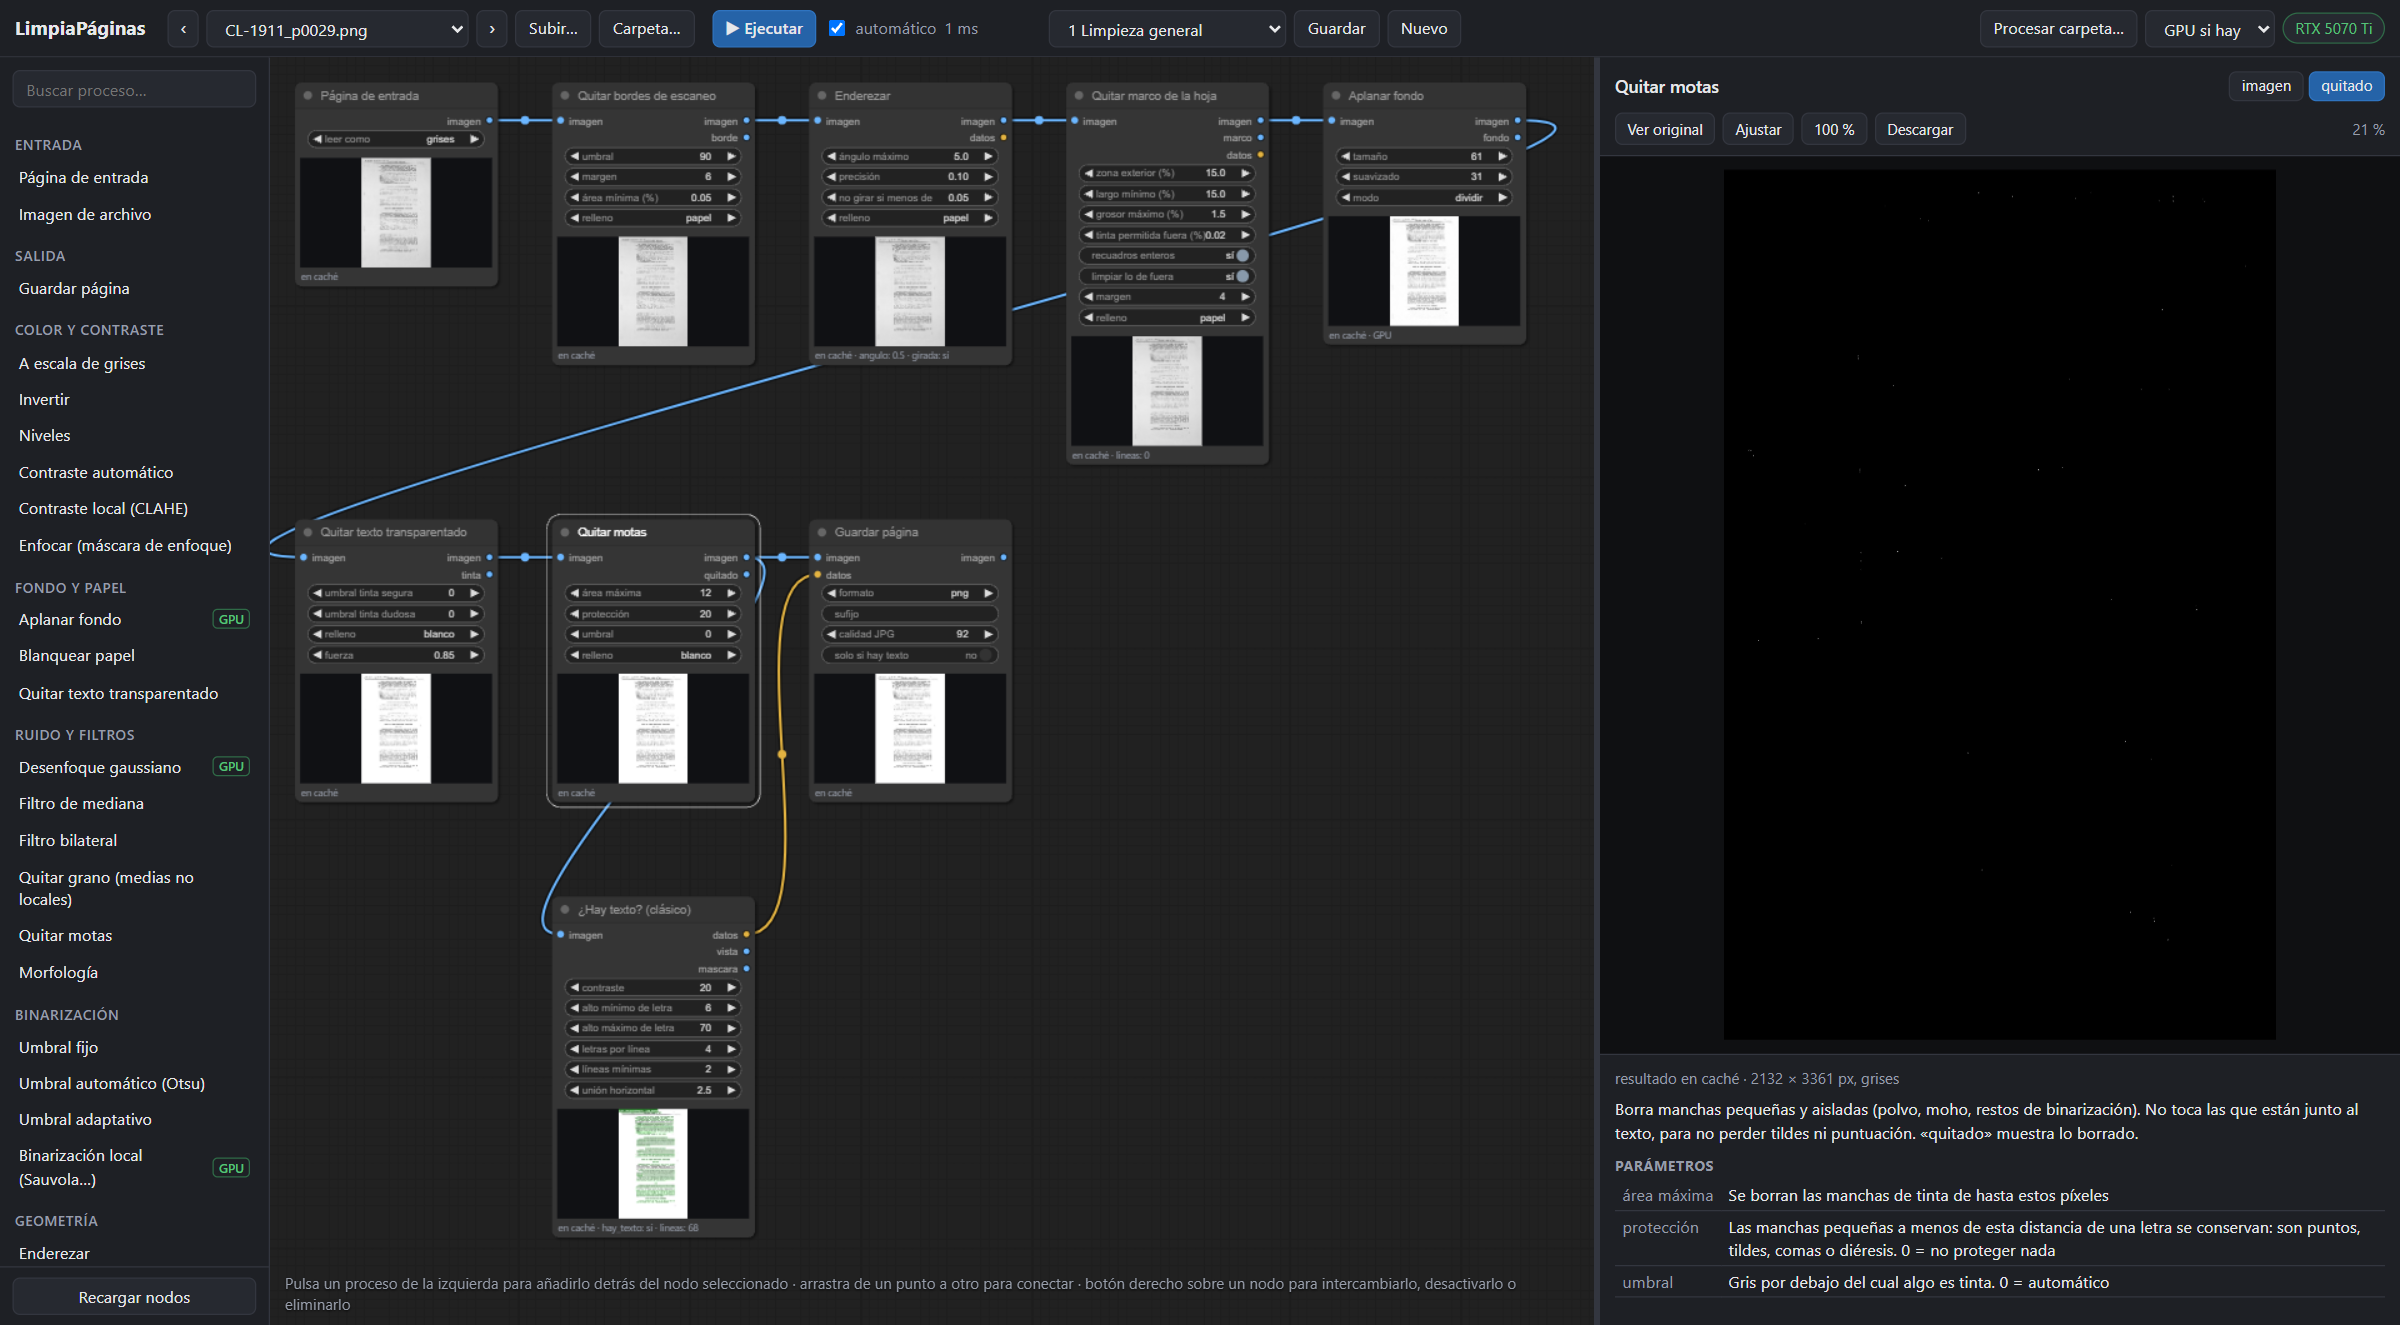 LimpiaPáginas
‹
CL-1911_p0029.png
›
Subir...
Carpeta...
▶ Ejecutar
automático 1 ms
1 Limpieza general
Guardar
Nuevo
Procesar carpeta...
GPU si hay
RTX 5070 Ti
Buscar proceso...
ENTRADA
Página de entrada
Imagen de archivo
SALIDA
Guardar página
COLOR Y CONTRASTE
A escala de grises
Invertir
Niveles
Contraste automático
Contraste local (CLAHE)
Enfocar (máscara de enfoque)
FONDO Y PAPEL
Aplanar fondo GPU
Blanquear papel
Quitar texto transparentado
RUIDO Y FILTROS
Desenfoque gaussiano GPU
Filtro de mediana
Filtro bilateral
Quitar grano (medias no
locales)
Quitar motas
Morfología
BINARIZACIÓN
Umbral fijo
Umbral automático (Otsu)
Umbral adaptativo
Binarización local
(Sauvola...) GPU
GEOMETRÍA
Enderezar
Recargar nodos
Página de entrada
imagen
leer como grises
en caché
Quitar bordes de escaneo
imagen imagen
borde
umbral 90
margen 6
área mínima (%) 0.05
relleno papel
en caché
Enderezar
imagen imagen
datos
ángulo máximo 5.0
precisión 0.10
no girar si menos de 0.05
relleno papel
en caché · angulo: 0.5 · girada: sí
Quitar marco de la hoja
imagen imagen
marco
datos
zona exterior (%) 15.0
largo mínimo (%) 15.0
grosor máximo (%) 1.5
tinta permitida fuera (%) 0.02
recuadros enteros sí
limpiar lo de fuera sí
margen 4
relleno papel
en caché · lineas: 0
Aplanar fondo
imagen imagen
fondo
tamaño 61
suavizado 31
modo dividir
en caché · GPU
Quitar texto transparentado
imagen imagen
tinta
umbral tinta segura 0
umbral tinta dudosa 0
relleno blanco
fuerza 0.85
en caché
Quitar motas
imagen imagen
quitado
área máxima 12
protección 20
umbral 0
relleno blanco
en caché
Guardar página
imagen imagen
datos
formato png
sufijo
calidad JPG 92
solo si hay texto no
en caché
¿Hay texto? (clásico)
imagen datos
vista
mascara
contraste 20
alto mínimo de letra 6
alto máximo de letra 70
letras por línea 4
líneas mínimas 2
unión horizontal 2.5
en caché · hay_texto: sí · lineas: 68
Pulsa un proceso de la izquierda para añadirlo detrás del nodo seleccionado · arrastra de un punto a otro para conectar · botón derecho sobre un nodo para intercambiarlo, desactivarlo o
eliminarlo
Quitar motas
imagen
quitado
Ver original
Ajustar
100 %
Descargar
21 %
resultado en caché · 2132 × 3361 px, grises
Borra manchas pequeñas y aisladas (polvo, moho, restos de binarización). No toca las que están junto al
texto, para no perder tildes ni puntuación. «quitado» muestra lo borrado.
PARÁMETROS
área máxima Se borran las manchas de tinta de hasta estos píxeles
protección Las manchas pequeñas a menos de esta distancia de una letra se conservan: son puntos,
tildes, comas o diéresis. 0 = no proteger nada
umbral Gris por debajo del cual algo es tinta. 0 = automático